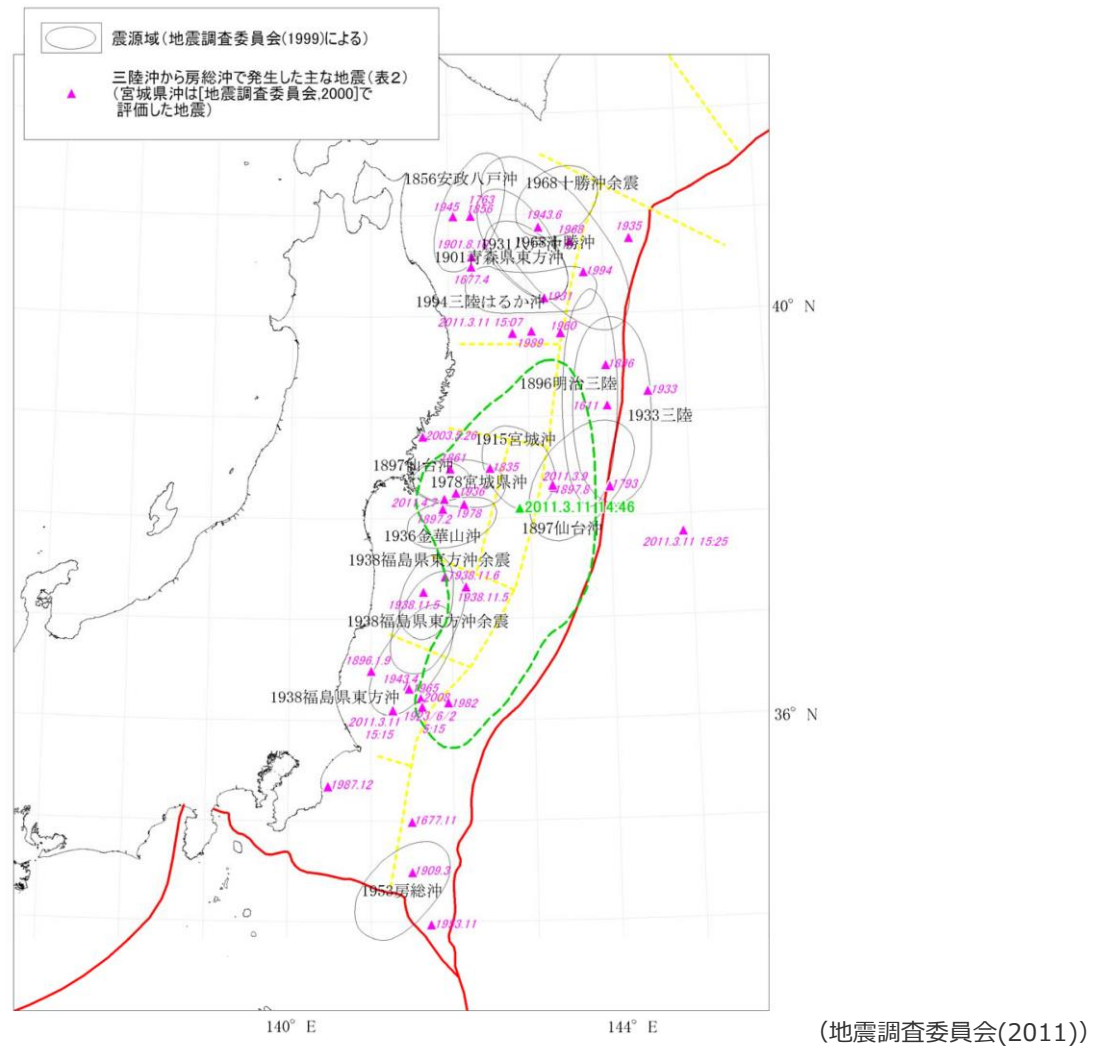 震源域(地震調査委員会(1999)による)
三陸沖から房総沖で発生した主な地震(表2)
(宮城県沖は[地震調査委員会,2000]で
評価した地震)
1856安政八戸沖
1968十勝沖余震
1763
1945
1856
1943.6
1968
1935
1901.8.
1931
1968十勝沖
1901青森県東方沖
1677.4
1994
1931
1994三陸はるか沖
40° N
2011.3.11 15:07
1989
1960
1896
1896明治三陸
1933
1611
1933三陸
2003.5.26
1915宮城沖
1861
1897仙台沖
1835
1978宮城県沖
2011.3.9
1897.8
1793
1936
2011.4.7
1978
2011.3.11 14:46
1897.2
1897仙台沖
1936金華山沖
2011.3.11 15:25
1938福島県東方沖余震
1938.11.6
1938.11.5
1938.11.5
1938福島県東方沖余震
1896.1.9
1943.4
1965
1938福島県東方沖
2008
1982
2011.3.11
15:15
1923/6/2
5:15
36° N
1987.12
1677.11
1909.3
1953房総沖
1953.11
140° E
144° E
(地震調査委員会(2011))